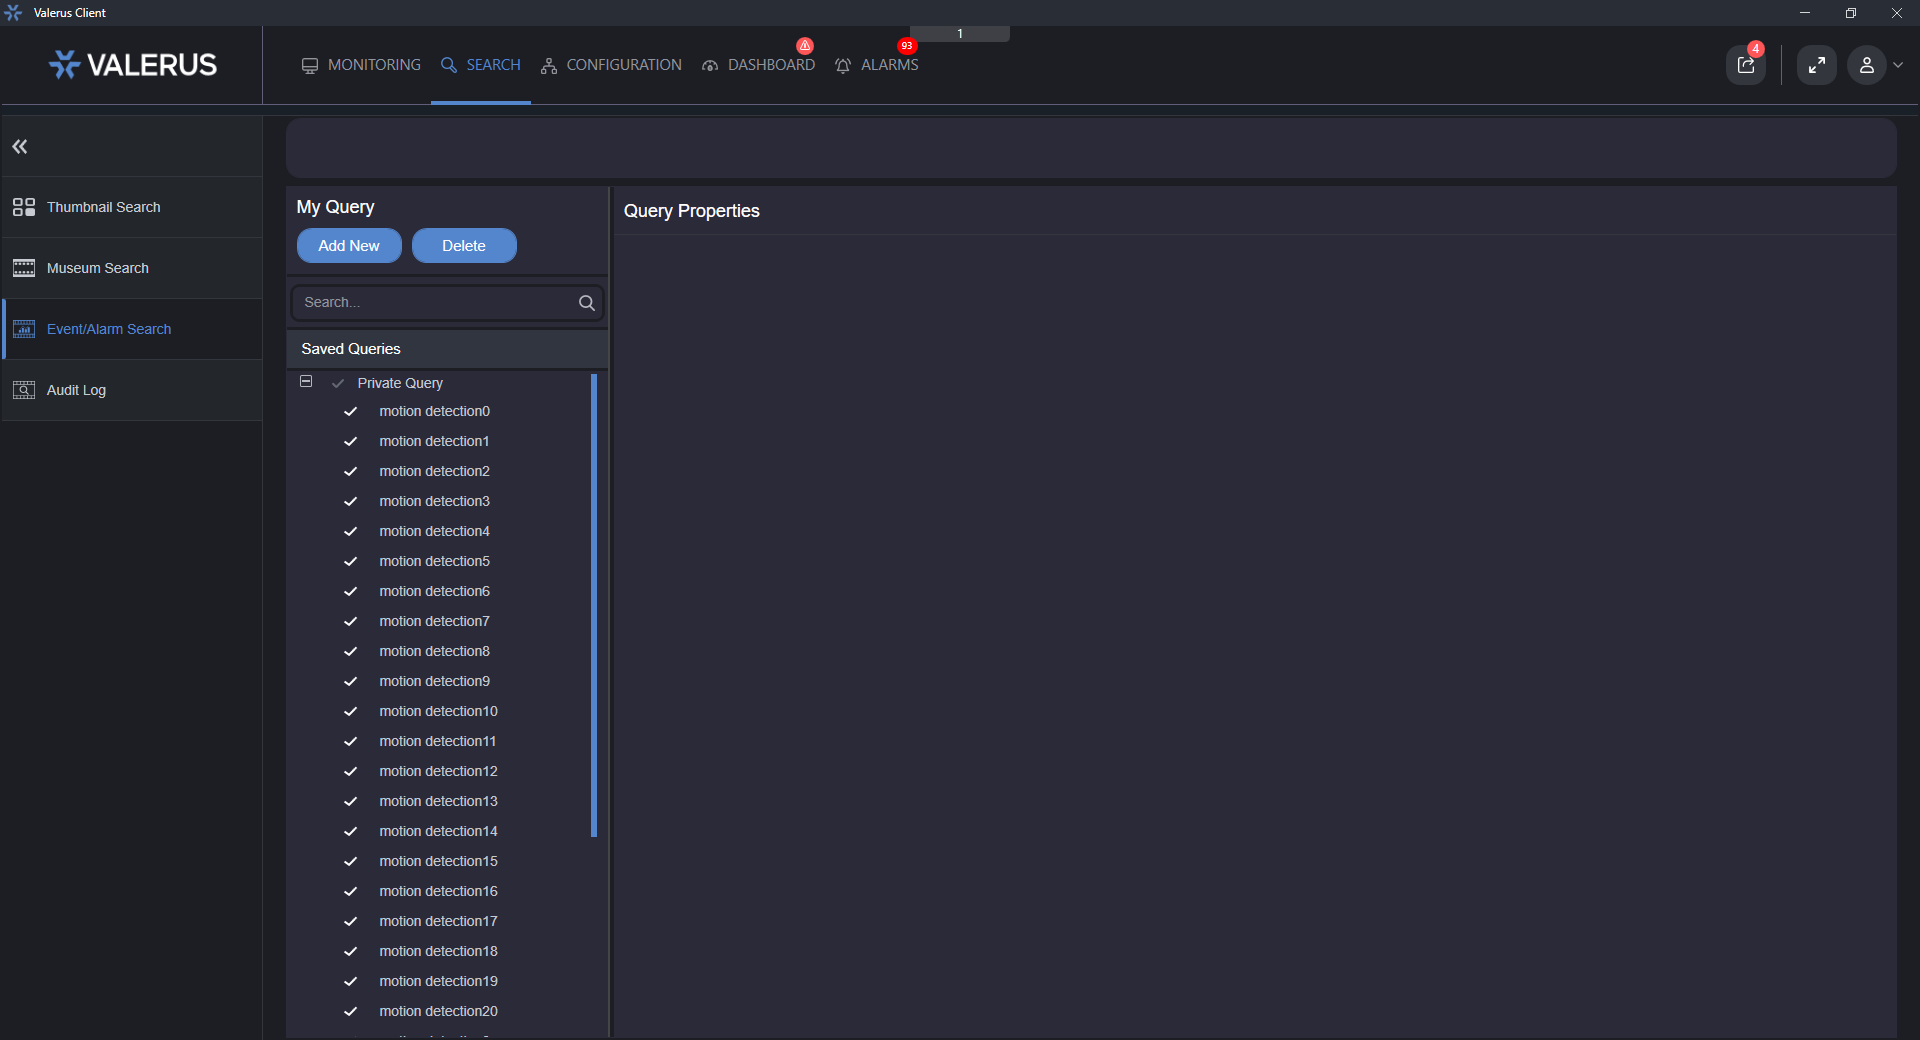 Valerus Client
1
VALERUS
MONITORING
SEARCH
CONFIGURATION
DASHBOARD
93
ALARMS
4
Thumbnail Search
Museum Search
Event/Alarm Search
Audit Log
My Query
Add New
Delete
Search...
Saved Queries
Private Query
motion detection0
motion detection1
motion detection2
motion detection3
motion detection4
motion detection5
motion detection6
motion detection7
motion detection8
motion detection9
motion detection10
motion detection11
motion detection12
motion detection13
motion detection14
motion detection15
motion detection16
motion detection17
motion detection18
motion detection19
motion detection20
Query Properties